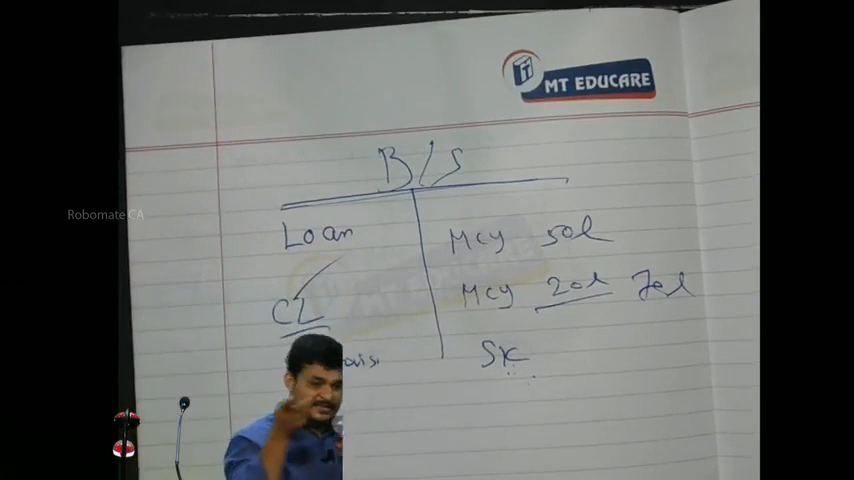 MT EDUCARE
B/S
Robomate CA
Loan
Mcy 50l
Mcy 20l 70l
CL
SK